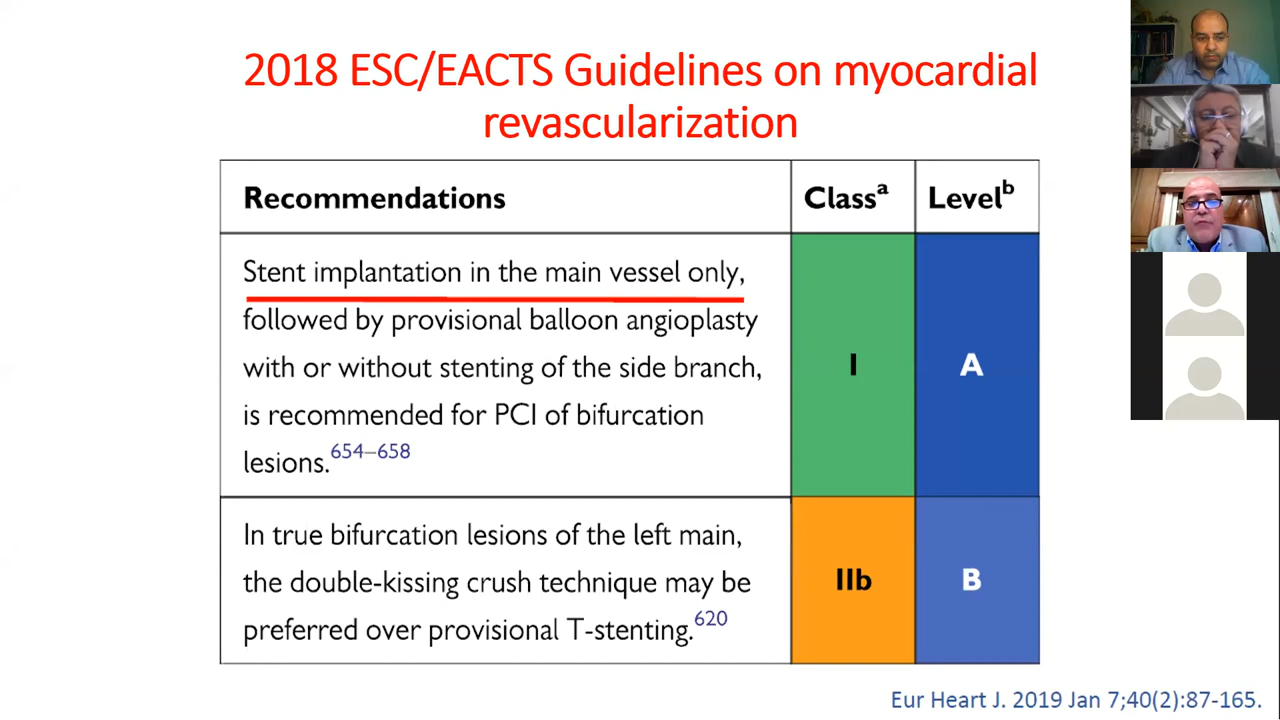 2018 ESC/EACTS Guidelines on myocardial
revascularization
Recommendations
Classᵃ
Levelᵇ
Stent implantation in the main vessel only,
followed by provisional balloon angioplasty
with or without stenting of the side branch,
is recommended for PCI of bifurcation
lesions.⁶⁵⁴⁻⁶⁵⁸
I
A
In true bifurcation lesions of the left main,
the double-kissing crush technique may be
preferred over provisional T-stenting.⁶²⁰
IIb
B
Eur Heart J. 2019 Jan 7;40(2):87-165.